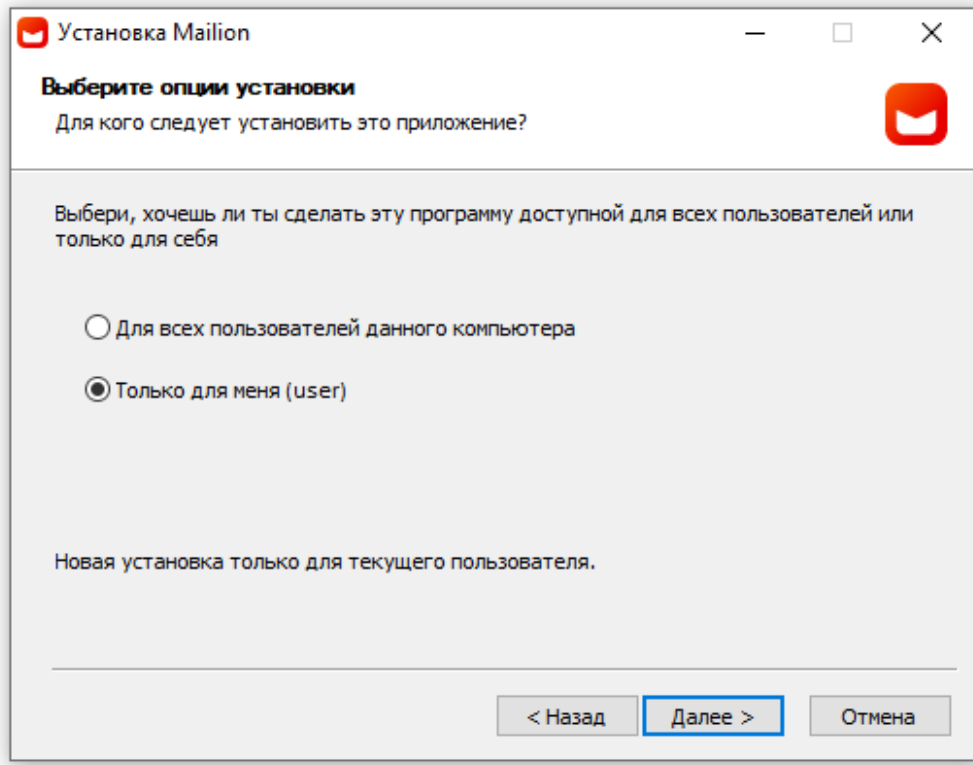 Установка Mailion
Выберите опции установки
Для кого следует установить это приложение?
Выбери, хочешь ли ты сделать эту программу доступной для всех пользователей или
только для себя
Для всех пользователей данного компьютера
Только для меня (user)
Новая установка только для текущего пользователя.
< Назад
Далее >
Отмена